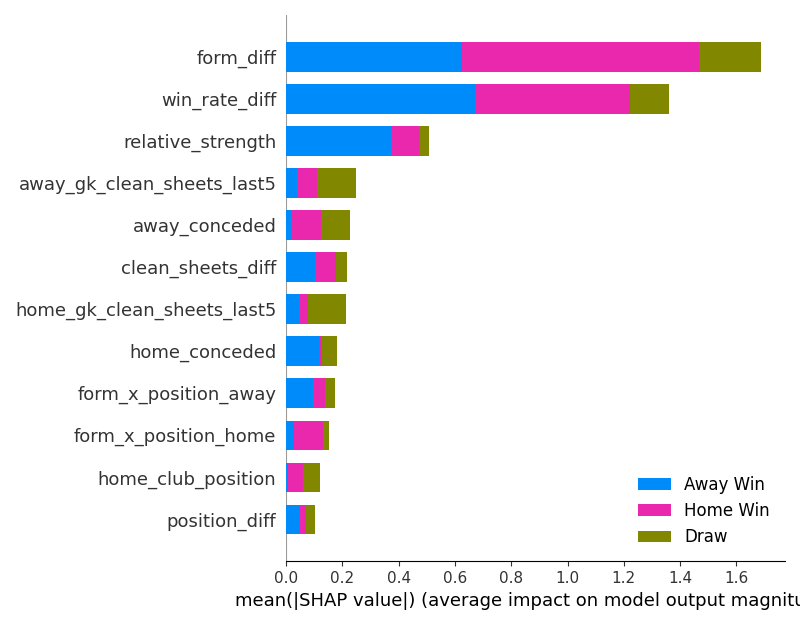 form_diff
win_rate_diff
relative_strength
away_gk_clean_sheets_last5
away_conceded
clean_sheets_diff
home_gk_clean_sheets_last5
home_conceded
form_x_position_away
form_x_position_home
home_club_position
position_diff
Away Win
Home Win
Draw
0.0 0.2 0.4 0.6 0.8 1.0 1.2 1.4 1.6
mean(|SHAP value|) (average impact on model output magnitu